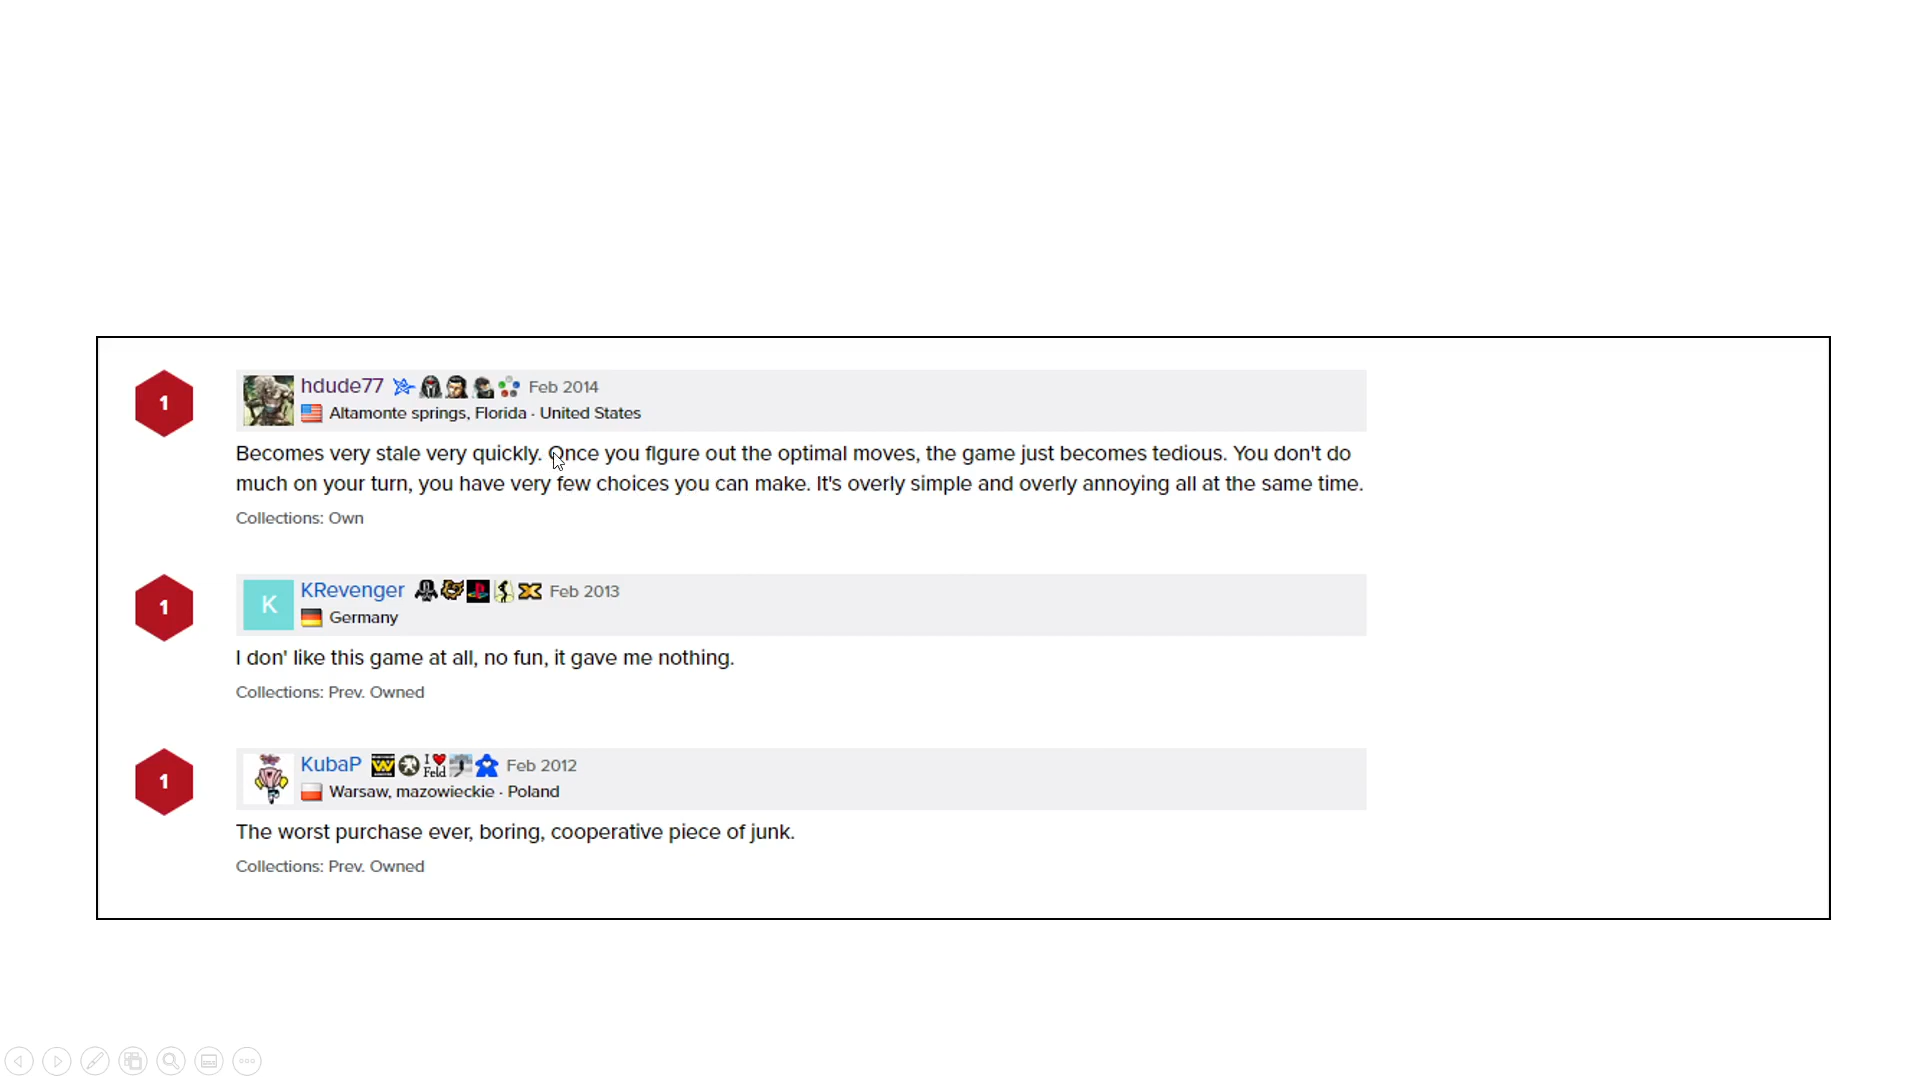 1
hdude77 Feb 2014
Altamonte springs, Florida · United States
Becomes very stale very quickly. Once you figure out the optimal moves, the game just becomes tedious. You don't do
much on your turn, you have very few choices you can make. It's overly simple and overly annoying all at the same time.
Collections: Own
1
K
KRevenger Feb 2013
Germany
I don' like this game at all, no fun, it gave me nothing.
Collections: Prev. Owned
1
KubaP W I ♥ Feld Feb 2012
Warsaw, mazowieckie · Poland
The worst purchase ever, boring, cooperative piece of junk.
Collections: Prev. Owned